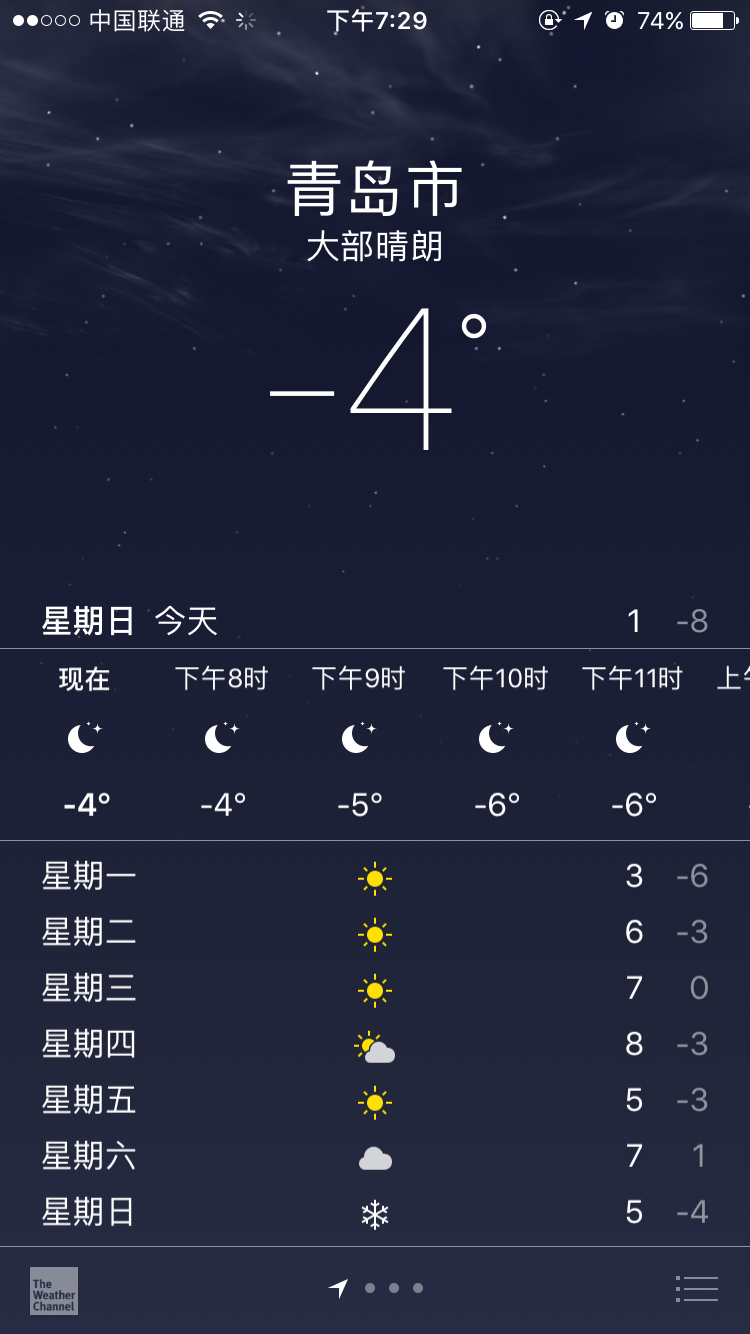 中国联通 下午7:29 74%
青岛市
大部晴朗
-4°
星期日 今天 1 -8
现在 下午8时 下午9时 下午10时 下午11时 上
-4° -4° -5° -6° -6°
星期一 3 -6
星期二 6 -3
星期三 7 0
星期四 8 -3
星期五 5 -3
星期六 7 1
星期日 5 -4
The
Weather
Channel